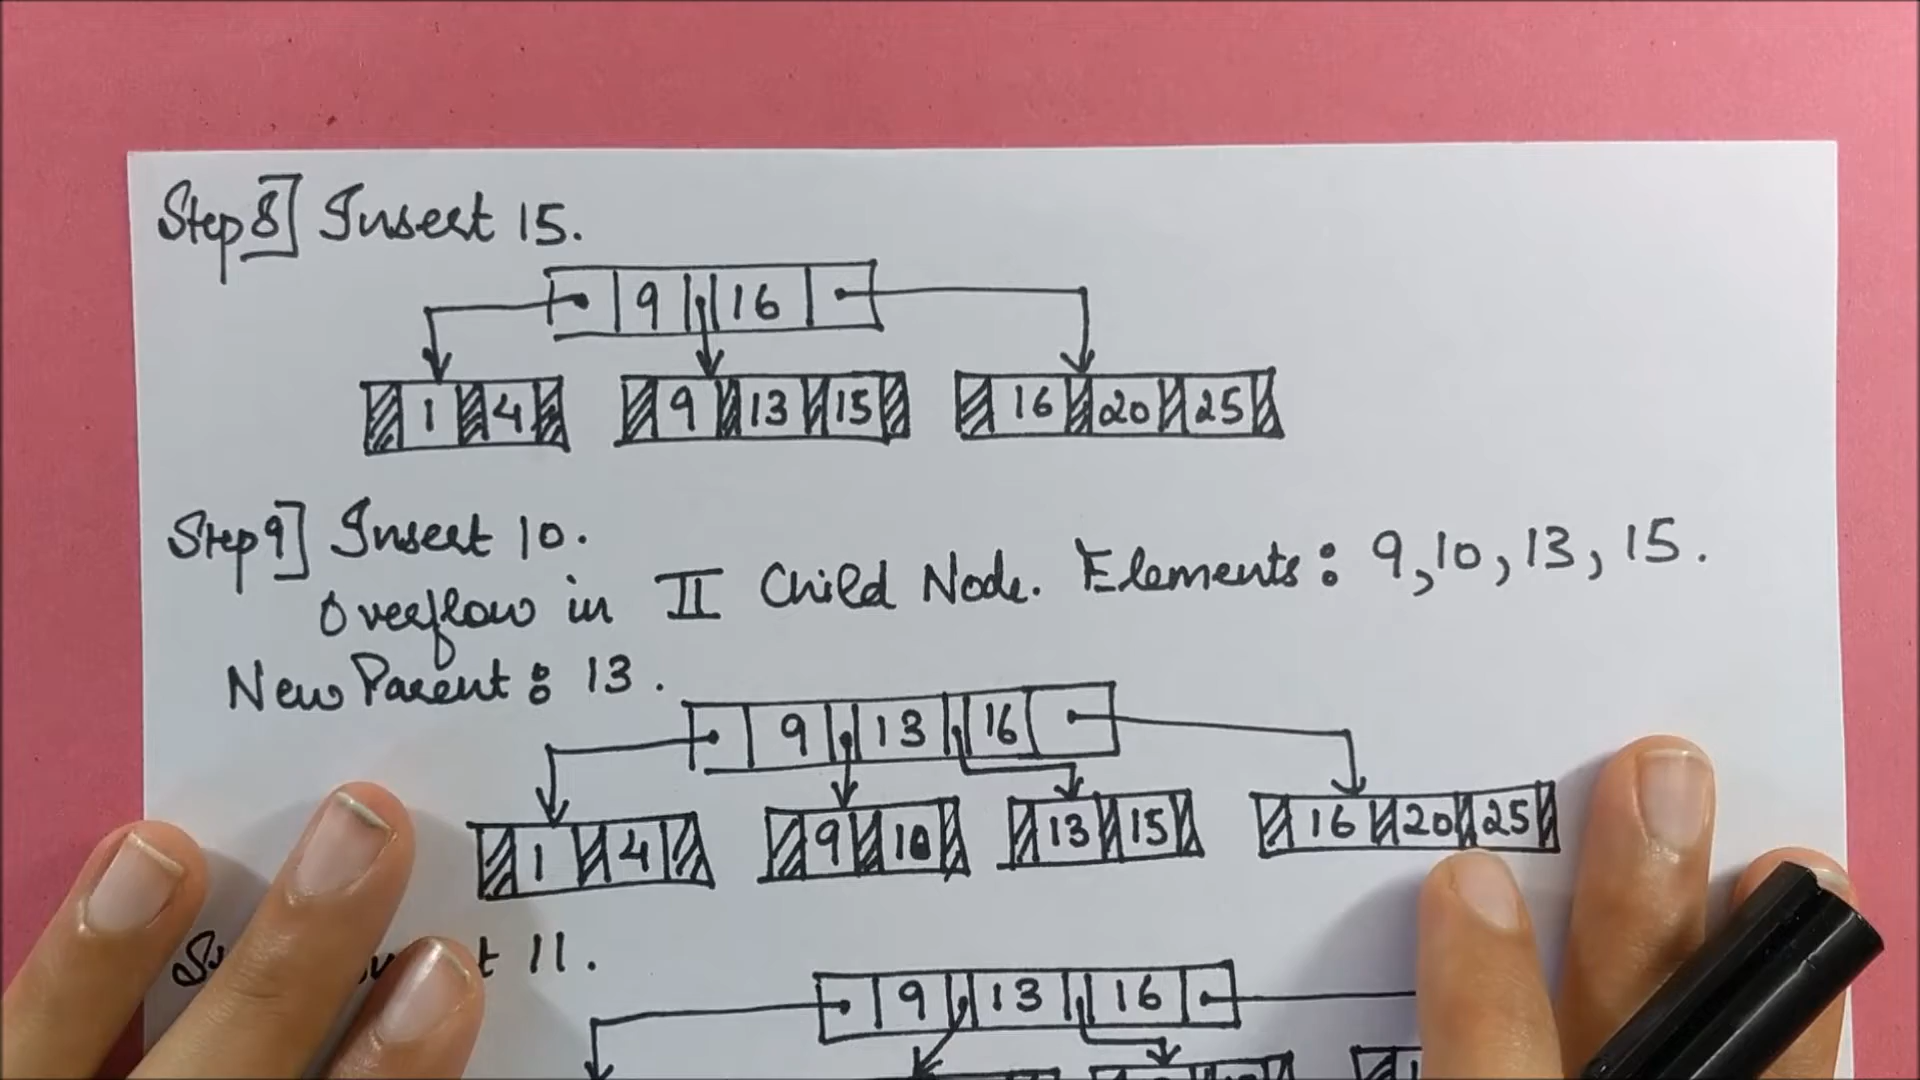 Step 8] Insert 15.
9 16
1 4 9 13 15 16 20 25
Step 9] Insert 10.
Overflow in II Child Node. Elements: 9, 10, 13, 15.
New Parent: 13.
9 13 16
1 4 9 10 13 15 16 20 25
11.
9 13 16